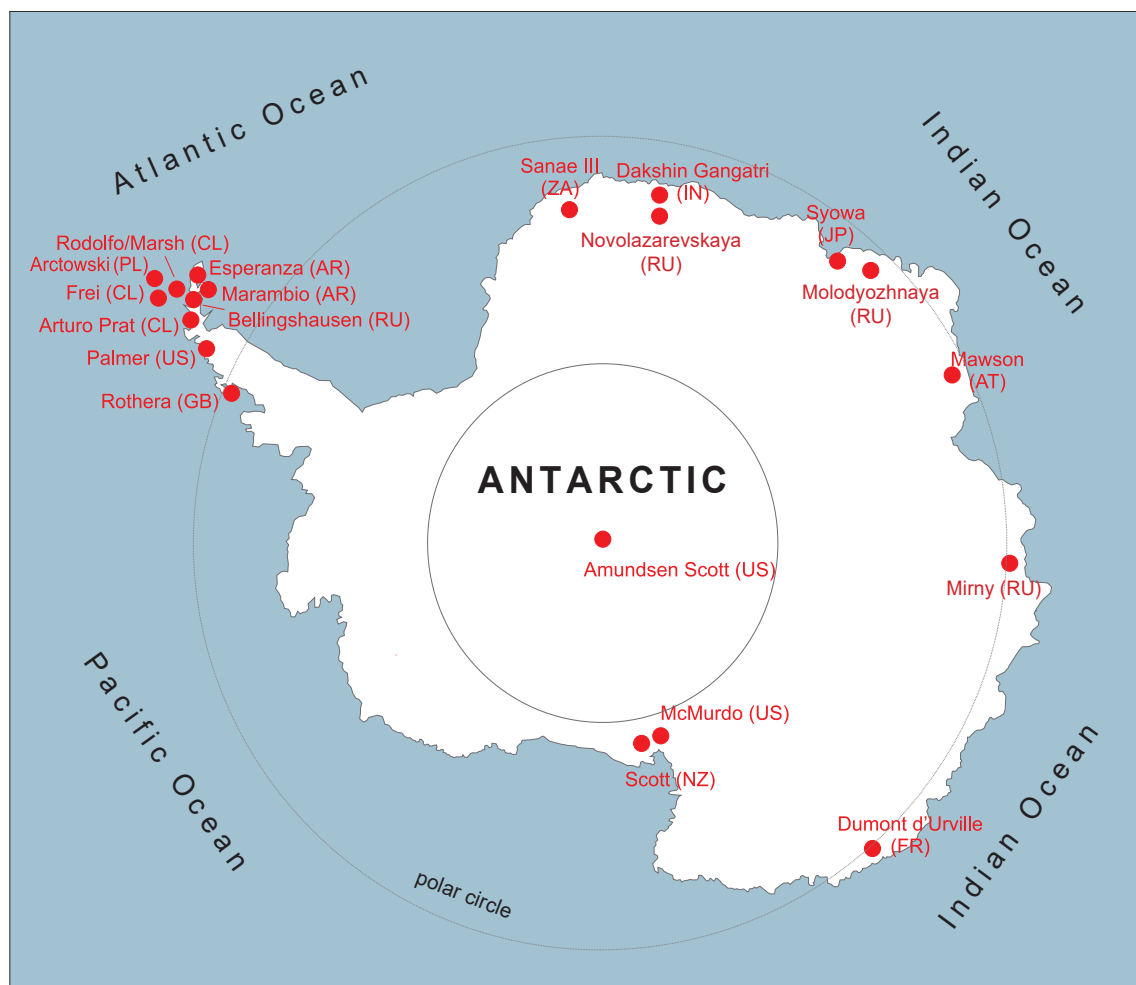 Atlantic Ocean
Indian Ocean
Sanae III
(ZA)
Dakshin Gangatri
(IN)
Novolazarevskaya
(RU)
Syowa
(JP)
Molodyozhnaya
(RU)
Rodolfo/Marsh (CL)
Arctowski (PL)
Esperanza (AR)
Frei (CL)
Marambio (AR)
Arturo Prat (CL)
Bellingshausen (RU)
Palmer (US)
Rothera (GB)
Mawson
(AT)
ANTARCTIC
Amundsen Scott (US)
Mirny (RU)
Pacific Ocean
McMurdo (US)
Scott (NZ)
Indian Ocean
Dumont d’Urville
(FR)
polar circle